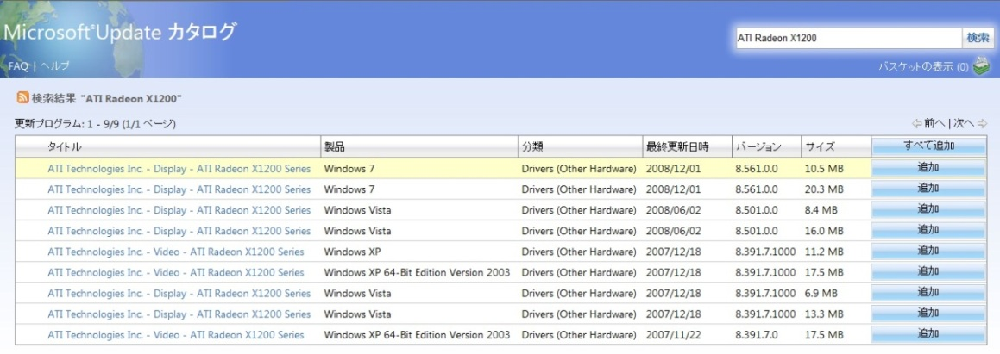 Microsoft®Update カタログ
ATI Radeon X1200 検索
FAQ | ヘルプ
バスケットの表示 (0)
検索結果 "ATI Radeon X1200"
更新プログラム: 1 - 9/9 (1/1 ページ) 前へ | 次へ
タイトル 製品 分類 最終更新日時 バージョン サイズ すべて追加
ATI Technologies Inc. - Display - ATI Radeon X1200 Series Windows 7 Drivers (Other Hardware) 2008/12/01 8.561.0.0 10.5 MB 追加
ATI Technologies Inc. - Display - ATI Radeon X1200 Series Windows 7 Drivers (Other Hardware) 2008/12/01 8.561.0.0 20.3 MB 追加
ATI Technologies Inc. - Display - ATI Radeon X1200 Series Windows Vista Drivers (Other Hardware) 2008/06/02 8.501.0.0 8.4 MB 追加
ATI Technologies Inc. - Display - ATI Radeon X1200 Series Windows Vista Drivers (Other Hardware) 2008/06/02 8.501.0.0 16.0 MB 追加
ATI Technologies Inc. - Video - ATI Radeon X1200 Series Windows XP Drivers (Other Hardware) 2007/12/18 8.391.7.1000 11.2 MB 追加
ATI Technologies Inc. - Video - ATI Radeon X1200 Series Windows XP 64-Bit Edition Version 2003 Drivers (Other Hardware) 2007/12/18 8.391.7.1000 17.5 MB 追加
ATI Technologies Inc. - Display - ATI Radeon X1200 Series Windows Vista Drivers (Other Hardware) 2007/12/18 8.391.7.1000 6.9 MB 追加
ATI Technologies Inc. - Display - ATI Radeon X1200 Series Windows Vista Drivers (Other Hardware) 2007/12/18 8.391.7.1000 13.3 MB 追加
ATI Technologies Inc. - Video - ATI Radeon X1200 Series Windows XP 64-Bit Edition Version 2003 Drivers (Other Hardware) 2007/11/22 8.391.7.0 17.5 MB 追加